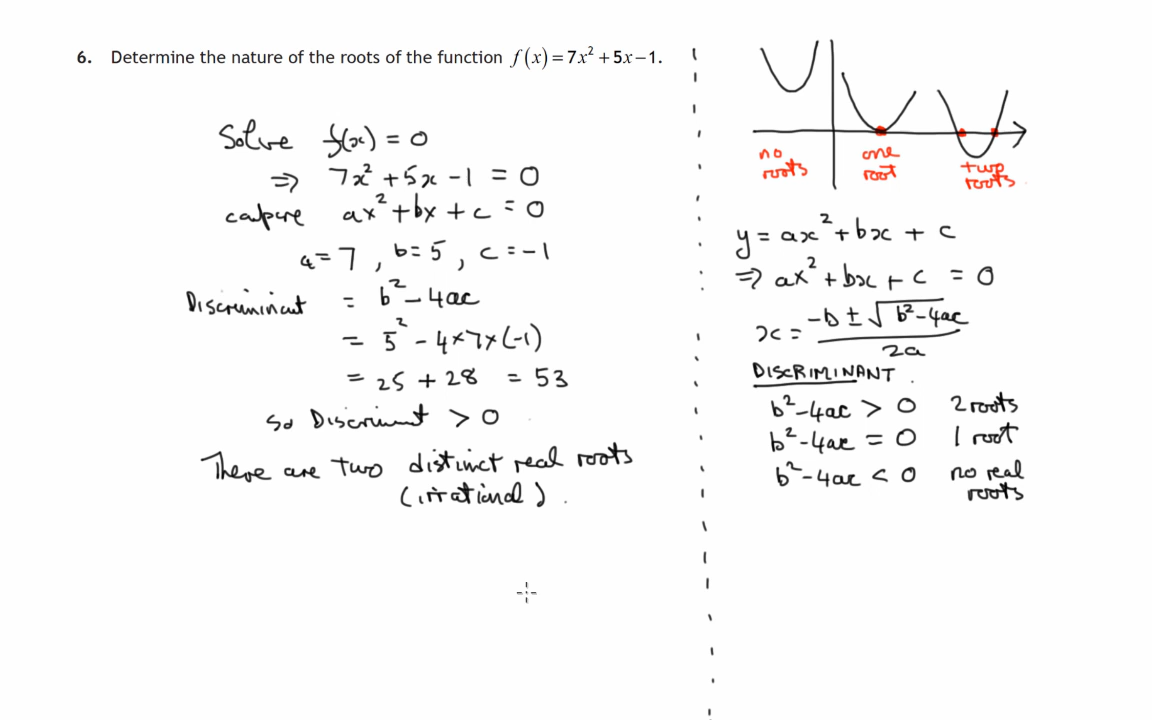 6. Determine the nature of the roots of the function f(x)=7x²+5x−1.
Solve f(x) = 0
⇒ 7x² + 5x − 1 = 0
ax² + bx + c = 0
a = 7 , b = 5 , c = −1
= b² − 4ac
= 5² − 4×7×(−1)
= 25 + 28 = 53
So > 0
There are two distinct real roots
(irrational).
no roots
one root
two roots
y = ax² + bx + c
⇒ ax² + bx + c = 0
x = (−b ± √(b²−4ac)) / 2a
DISCRIMINANT.
b²−4ac > 0 2 roots
b²−4ac = 0 1 root
b²−4ac < 0 no real
roots